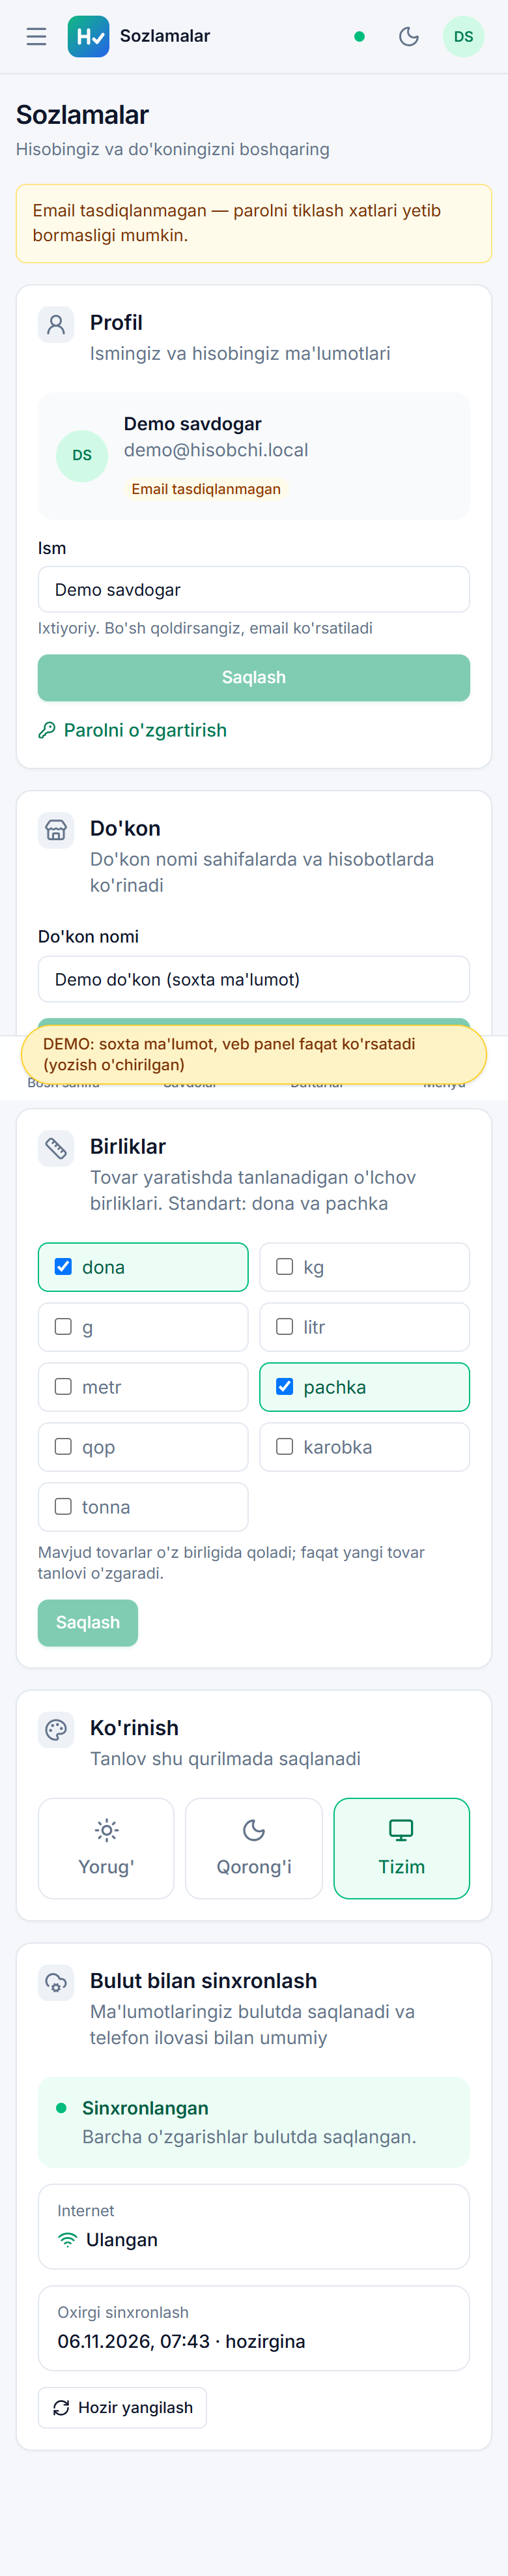 Sozlamalar
DS
Sozlamalar
Hisobingiz va do'koningizni boshqaring
Email tasdiqlanmagan — parolni tiklash xatlari yetib
bormasligi mumkin.
Profil
Ismingiz va hisobingiz ma'lumotlari
DS
Demo savdogar
demo@hisobchi.local
Email tasdiqlanmagan
Ism
Demo savdogar
Ixtiyoriy. Bo'sh qoldirsangiz, email ko'rsatiladi
Saqlash
Parolni o'zgartirish
Do'kon
Do'kon nomi sahifalarda va hisobotlarda
ko'rinadi
Do'kon nomi
Demo do'kon (soxta ma'lumot)
DEMO: soxta ma'lumot, veb panel faqat ko'rsatadi
(yozish o'chirilgan)
Birliklar
Tovar yaratishda tanlanadigan o'lchov
birliklari. Standart: dona va pachka
dona
kg
g
litr
metr
pachka
qop
karobka
tonna
Mavjud tovarlar o'z birligida qoladi; faqat yangi tovar
tanlovi o'zgaradi.
Saqlash
Ko'rinish
Tanlov shu qurilmada saqlanadi
Yorug'
Qorong'i
Tizim
Bulut bilan sinxronlash
Ma'lumotlaringiz bulutda saqlanadi va
telefon ilovasi bilan umumiy
Sinxronlangan
Barcha o'zgarishlar bulutda saqlangan.
Internet
Ulangan
Oxirgi sinxronlash
06.11.2026, 07:43 · hozirgina
Hozir yangilash